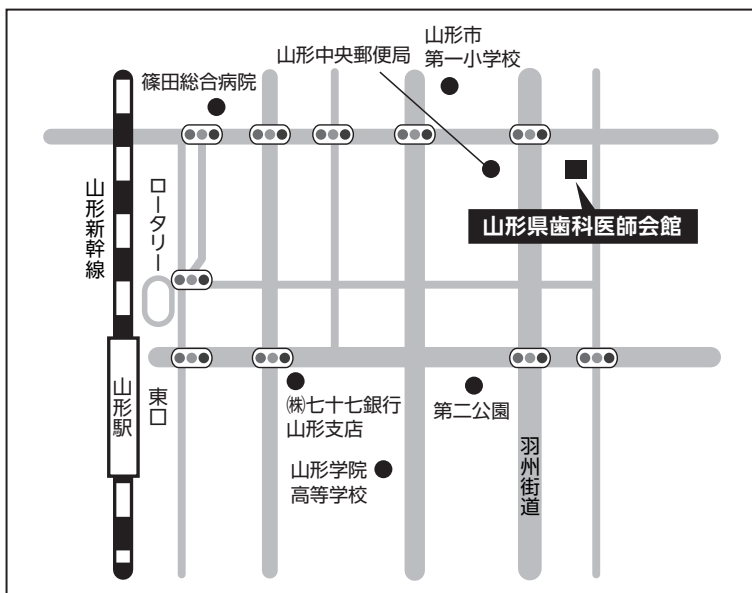 山形市
第一小学校
山形中央郵便局
篠田総合病院
山形新幹線
ロータリー
山形県歯科医師会館
山形駅
東口
㈱七十七銀行
山形支店
第二公園
山形学院
高等学校
羽州街道